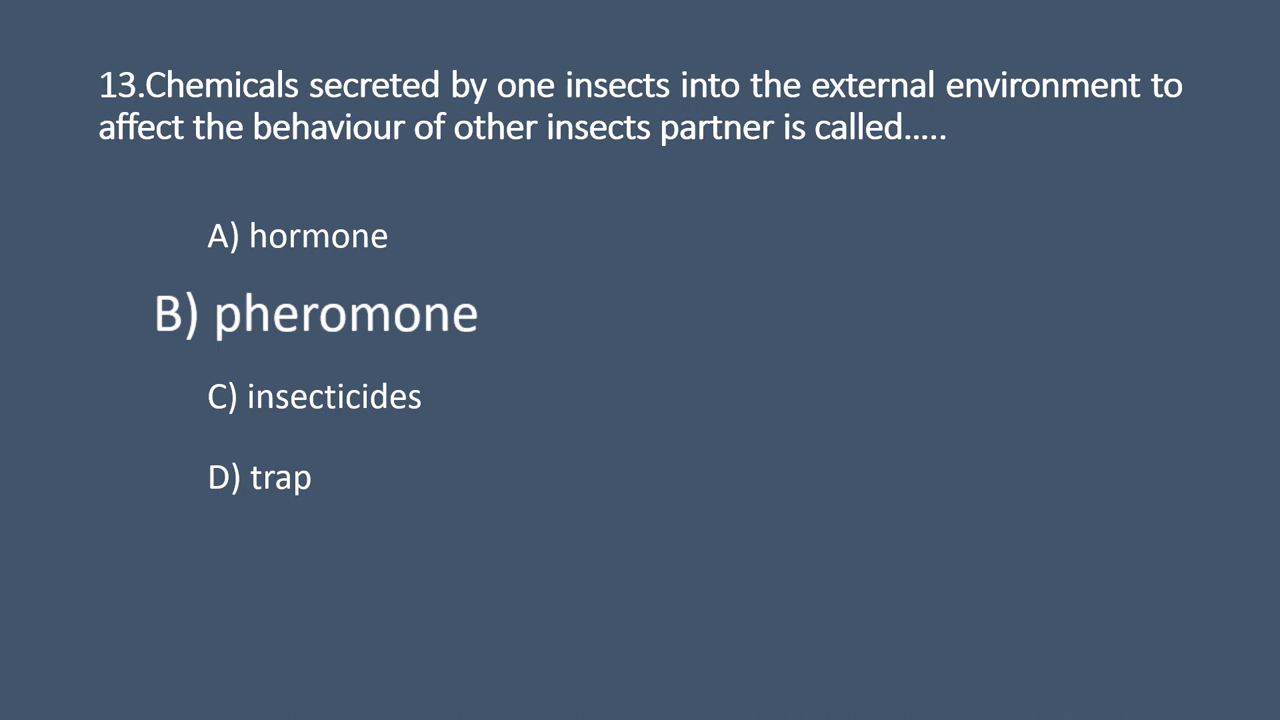 13.Chemicals secreted by one insects into the external environment to
affect the behaviour of other insects partner is called.....
A) hormone
B) pheromone
C) insecticides
D) trap